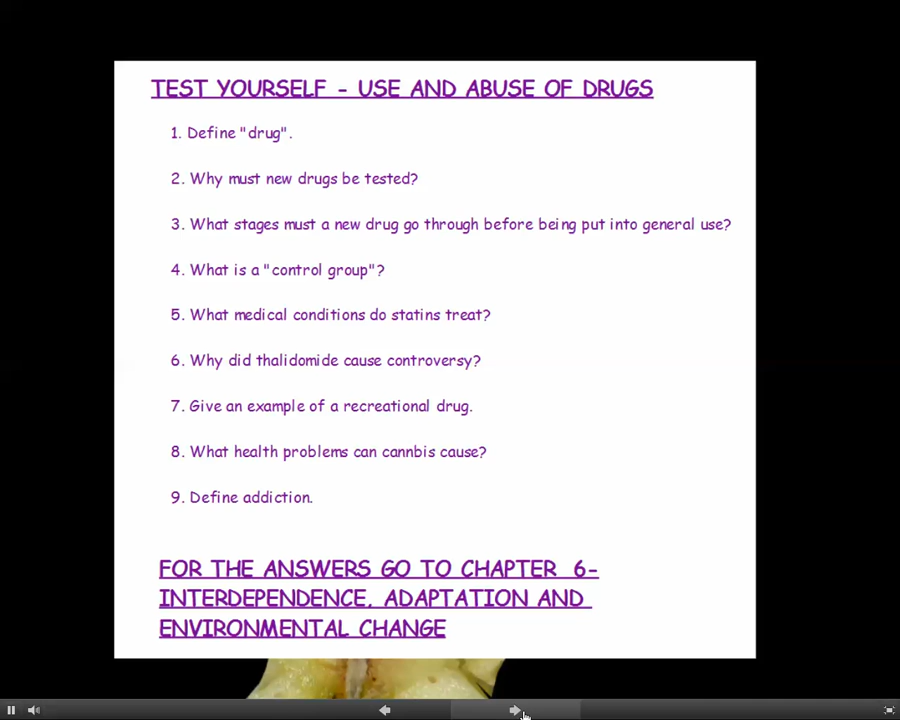 TEST YOURSELF - USE AND ABUSE OF DRUGS
1. Define "drug".
2. Why must new drugs be tested?
3. What stages must a new drug go through before being put into general use?
4. What is a "control group"?
5. What medical conditions do statins treat?
6. Why did thalidomide cause controversy?
7. Give an example of a recreational drug.
8. What health problems can cannbis cause?
9. Define addiction.
FOR THE ANSWERS GO TO CHAPTER 6-
INTERDEPENDENCE, ADAPTATION AND
ENVIRONMENTAL CHANGE